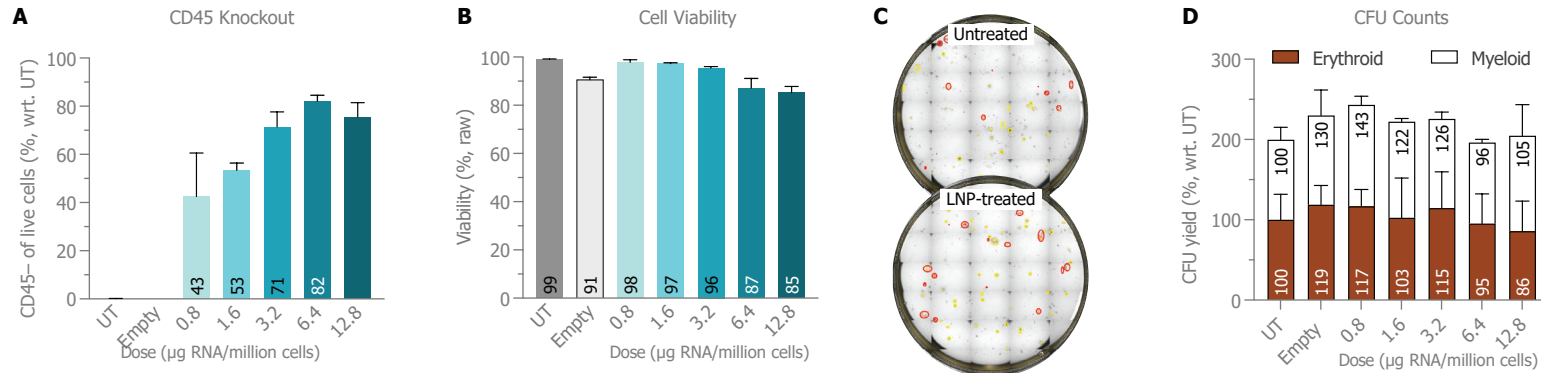 A
CD45 Knockout
CD45− of live cells (%, wrt. UT)
100
80
60
40
20
0
43
53
71
82
UT
Empty
0.8
1.6
3.2
6.4
12.8
Dose (µg RNA/million cells)
B
Cell Viability
Viability (%, raw)
100
80
60
40
20
0
99
91
98
97
96
87
85
UT
Empty
0.8
1.6
3.2
6.4
12.8
Dose (µg RNA/million cells)
C
Untreated
LNP-treated
D
CFU Counts
Erythroid
Myeloid
CFU yield (%, wrt. UT)
300
200
100
0
100
130
143
122
126
96
105
100
119
117
103
115
95
86
UT
Empty
0.8
1.6
3.2
6.4
12.8
Dose (µg RNA/million cells)